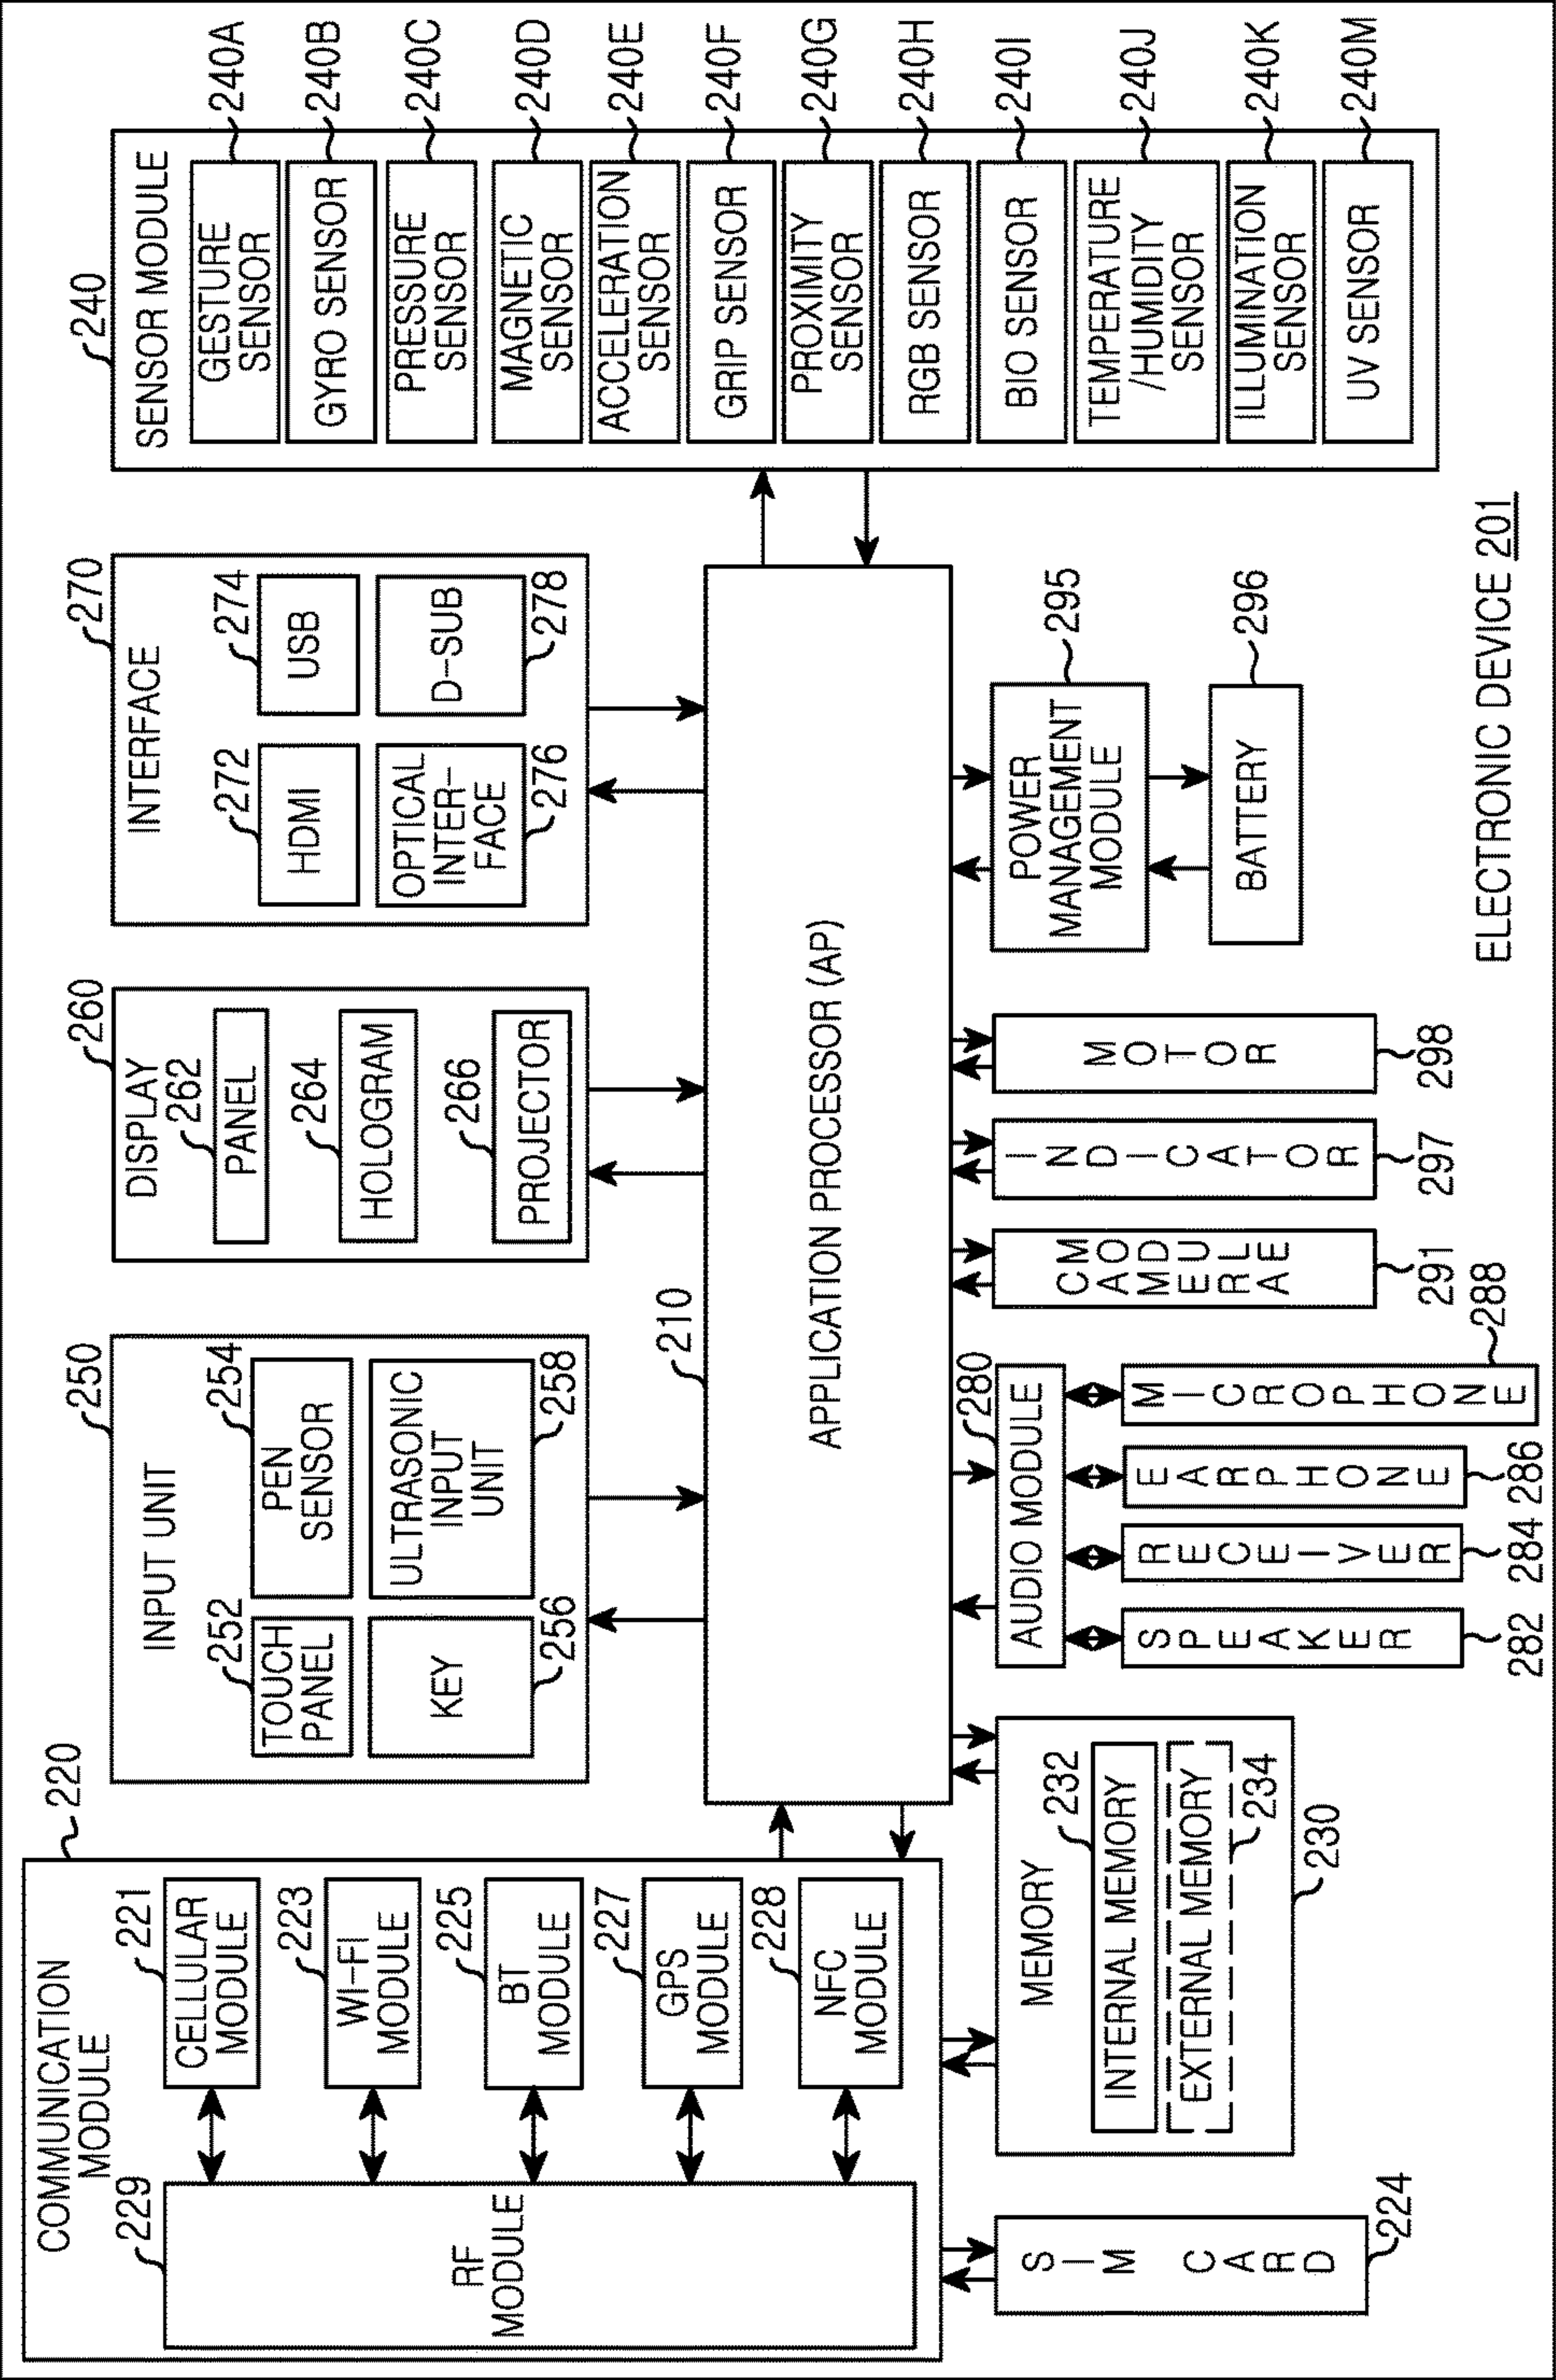 COMMUNICATION
MODULE
220
229
RF
MODULE
221
CELLULAR
MODULE
223
WI-FI
MODULE
225
BT
MODULE
227
GPS
MODULE
228
NFC
MODULE
INPUT UNIT
250
252
TOUCH
PANEL
254
PEN
SENSOR
KEY
256
ULTRASONIC
INPUT
UNIT
258
DISPLAY
260
262
PANEL
264
HOLOGRAM
266
PROJECTOR
INTERFACE
270
272
HDMI
274
USB
OPTICAL
INTER-
FACE
276
D-SUB
278
240
SENSOR MODULE
GESTURE
SENSOR
240A
GYRO SENSOR
240B
PRESSURE
SENSOR
240C
MAGNETIC
SENSOR
240D
ACCELERATION
SENSOR
240E
GRIP SENSOR
240F
PROXIMITY
SENSOR
240G
RGB SENSOR
240H
BIO SENSOR
240I
TEMPERATURE
/HUMIDITY
SENSOR
240J
ILLUMINATION
SENSOR
240K
UV SENSOR
240M
210
APPLICATION PROCESSOR (AP)
SIM CARD
224
MEMORY
232
INTERNAL MEMORY
EXTERNAL MEMORY
234
230
280
AUDIO MODULE
SPEAKER
282
RECEIVER
284
EARPHONE
286
MICROPHONE
288
CAMERA
MODULE
291
INDICATOR
297
MOTOR
298
POWER
MANAGEMENT
MODULE
295
BATTERY
296
ELECTRONIC DEVICE 201